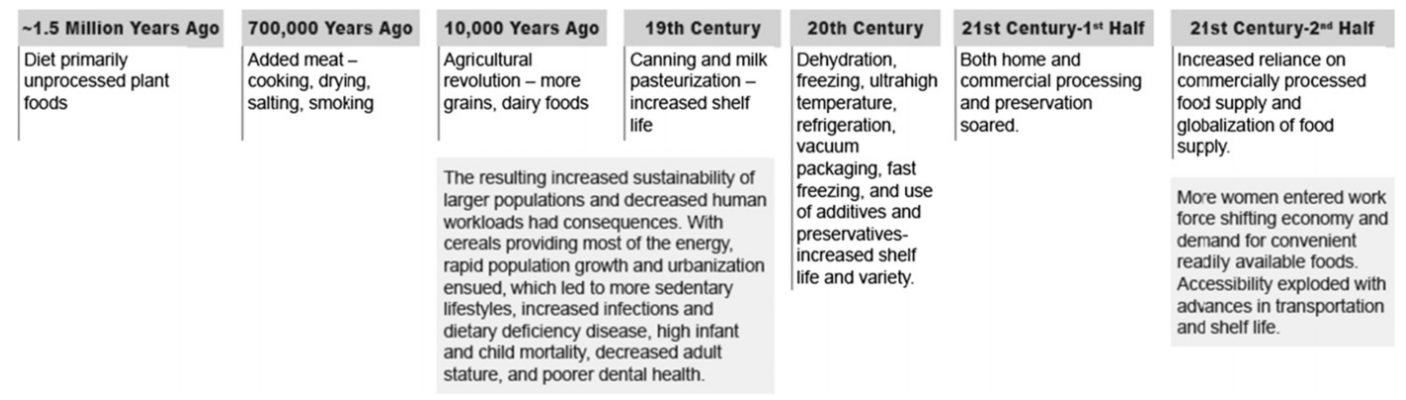 ~1.5 Million Years Ago
Diet primarily
unprocessed plant
foods
700,000 Years Ago
Added meat –
cooking, drying,
salting, smoking
10,000 Years Ago
Agricultural
revolution – more
grains, dairy foods
19th Century
Canning and milk
pasteurization –
increased shelf
life
The resulting increased sustainability of
larger populations and decreased human
workloads had consequences. With
cereals providing most of the energy,
rapid population growth and urbanization
ensued, which led to more sedentary
lifestyles, increased infections and
dietary deficiency disease, high infant
and child mortality, decreased adult
stature, and poorer dental health.
20th Century
Dehydration,
freezing, ultrahigh
temperature,
refrigeration,
vacuum
packaging, fast
freezing, and use
of additives and
preservatives-
increased shelf
life and variety.
21st Century-1st Half
Both home and
commercial processing
and preservation
soared.
21st Century-2nd Half
Increased reliance on
commercially processed
food supply and
globalization of food
supply.
More women entered work
force shifting economy and
demand for convenient
readily available foods.
Accessibility exploded with
advances in transportation
and shelf life.